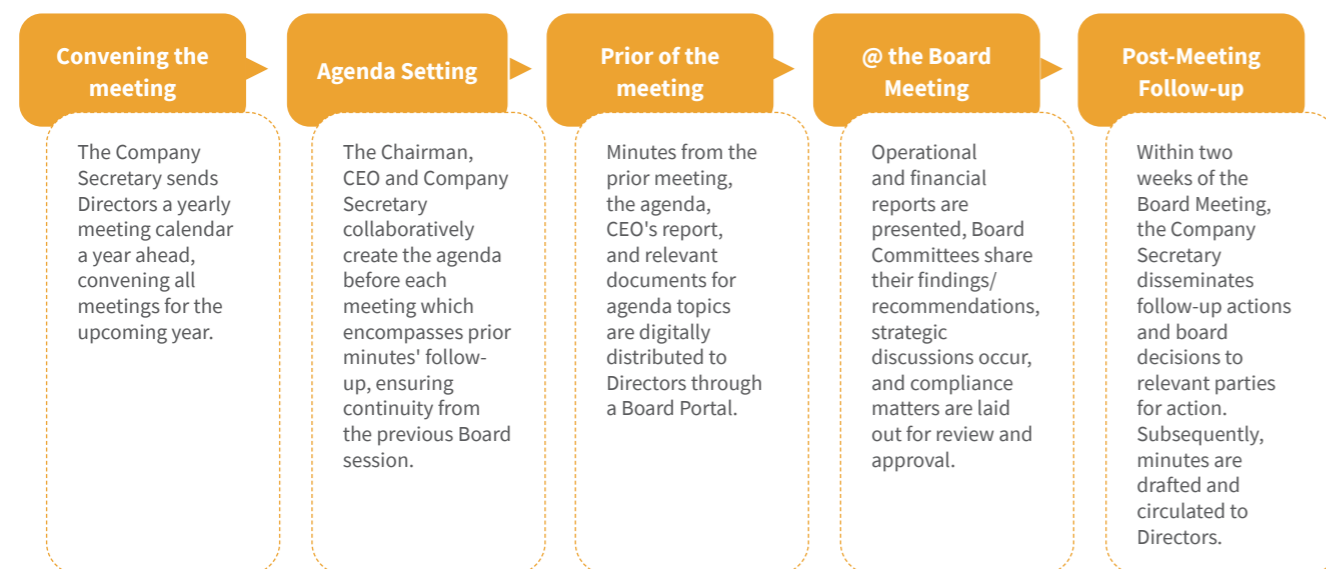 Convening the
meeting
The Company
Secretary sends
Directors a yearly
meeting calendar
a year ahead,
convening all
meetings for the
upcoming year.
Agenda Setting
The Chairman,
CEO and Company
Secretary
collaboratively
create the agenda
before each
meeting which
encompasses prior
minutes' follow-
up, ensuring
continuity from
the previous Board
session.
Prior of the
meeting
Minutes from the
prior meeting,
the agenda,
CEO's report,
and relevant
documents for
agenda topics
are digitally
distributed to
Directors through
a Board Portal.
@ the Board
Meeting
Operational
and financial
reports are
presented, Board
Committees share
their findings/
recommendations,
strategic
discussions occur,
and compliance
matters are laid
out for review and
approval.
Post-Meeting
Follow-up
Within two
weeks of the
Board Meeting,
the Company
Secretary
disseminates
follow-up actions
and board
decisions to
relevant parties
for action.
Subsequently,
minutes are
drafted and
circulated to
Directors.